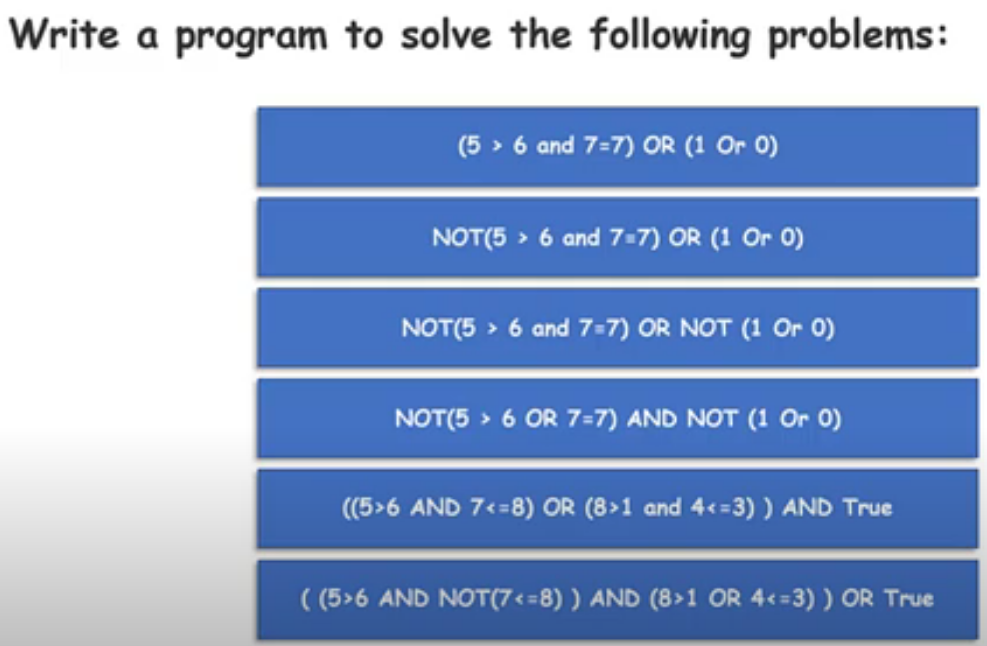 Write a program to solve the following problems:
(5 > 6 and 7=7) OR (1 Or 0)
NOT(5 > 6 and 7=7) OR (1 Or 0)
NOT(5 > 6 and 7=7) OR NOT (1 Or 0)
NOT(5 > 6 OR 7=7) AND NOT (1 Or 0)
((5>6 AND 7<=8) OR (8>1 and 4<=3) ) AND True
( (5>6 AND NOT(7<=8) ) AND (8>1 OR 4<=3) ) OR True